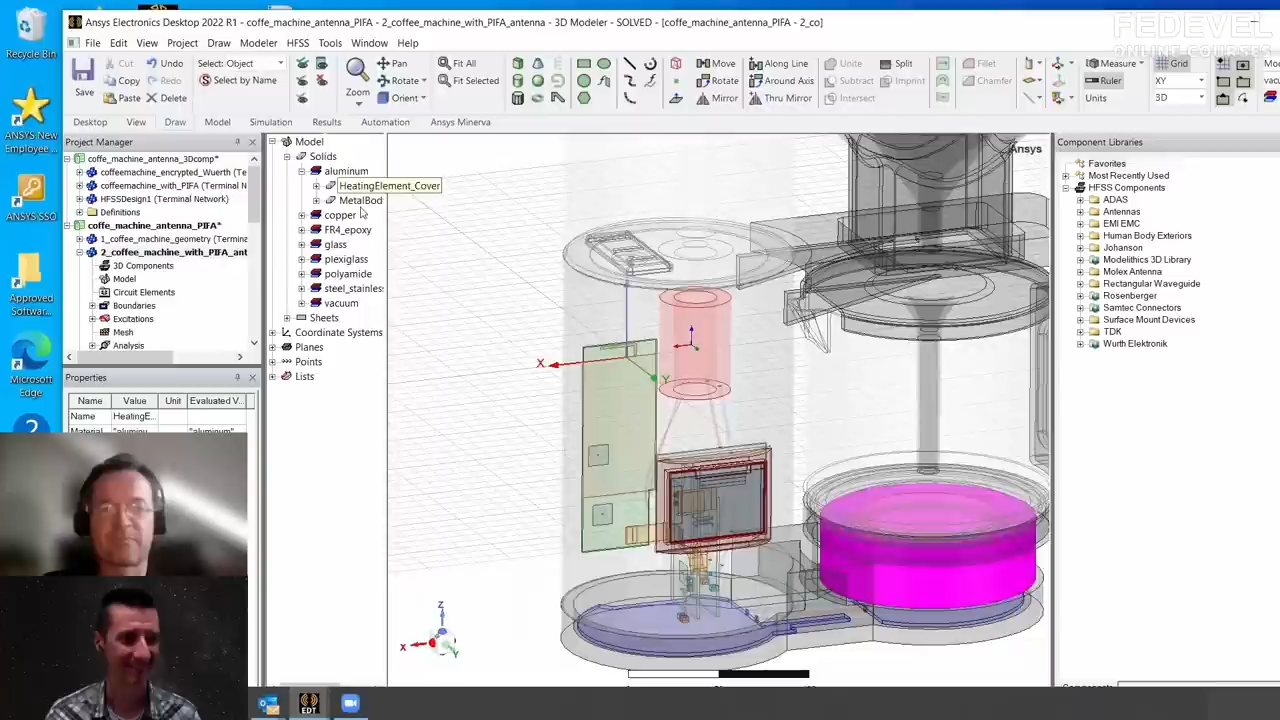 Ansys Electronics Desktop 2022 R1 - coffe_machine_antenna_PIFA - 2_coffee_machine_with_PIFA_antenna - 3D Modeler - SOLVED - [coffe_machine_antenna_PIFA - 2_co]
FEDEVEL
ONLINE COURSES
File Edit View Project Draw Modeler HFSS Tools Window Help
Save
Cut
Copy
Paste
Undo
Redo
Delete
Select: Object
Select by Name
Zoom
Pan
Rotate
Orient
Fit All
Fit Selected
Move
Rotate
Mirror
Along Line
Around Axis
Thru Mirror
Unite
Subtract
Intersect
Split
Imprint
Fillet
Chamfer
Measure
Ruler
Units
Grid
XY
3D
Desktop View Draw Model Simulation Results Automation Ansys Minerva
Recycle Bin
ANSYS New
Employee ...
ANSYS SSO
Approved
Softwar...
Microsoft
Edge
Project Manager
coffe_machine_antenna_3Dcomp*
coffeemachine_encrypted_Wuerth (Te
coffeemachine_with_PIFA (Terminal N
HFSSDesign1 (Terminal Network)
Definitions
coffe_machine_antenna_PIFA*
1_coffe_machine_geometry (Termina
2_coffee_machine_with_PIFA_ant
3D Components
Model
Circuit Elements
Boundaries
Excitations
Mesh
Analysis
Properties
Name Value Unit Evaluated V...
Name HeatingE...
Material "aluminu... "aluminum"
Model
Solids
aluminum
HeatingElement_Cover
MetalBod
copper
FR4_epoxy
glass
plexiglass
polyamide
steel_stainles
vacuum
Sheets
Coordinate Systems
Planes
Points
Lists
Ansys
X
Y
Z
X
Y
Component Libraries
Favorites
Most Recently Used
HFSS Components
ADAS
Antennas
EMI EMC
Human Body Exteriors
Johanson
Modelithics 3D Library
Molex Antenna
Rectangular Waveguide
Rosenberger
Samtec Connectors
Surface Mount Devices
TDK
Wurth Elektronik
EDT